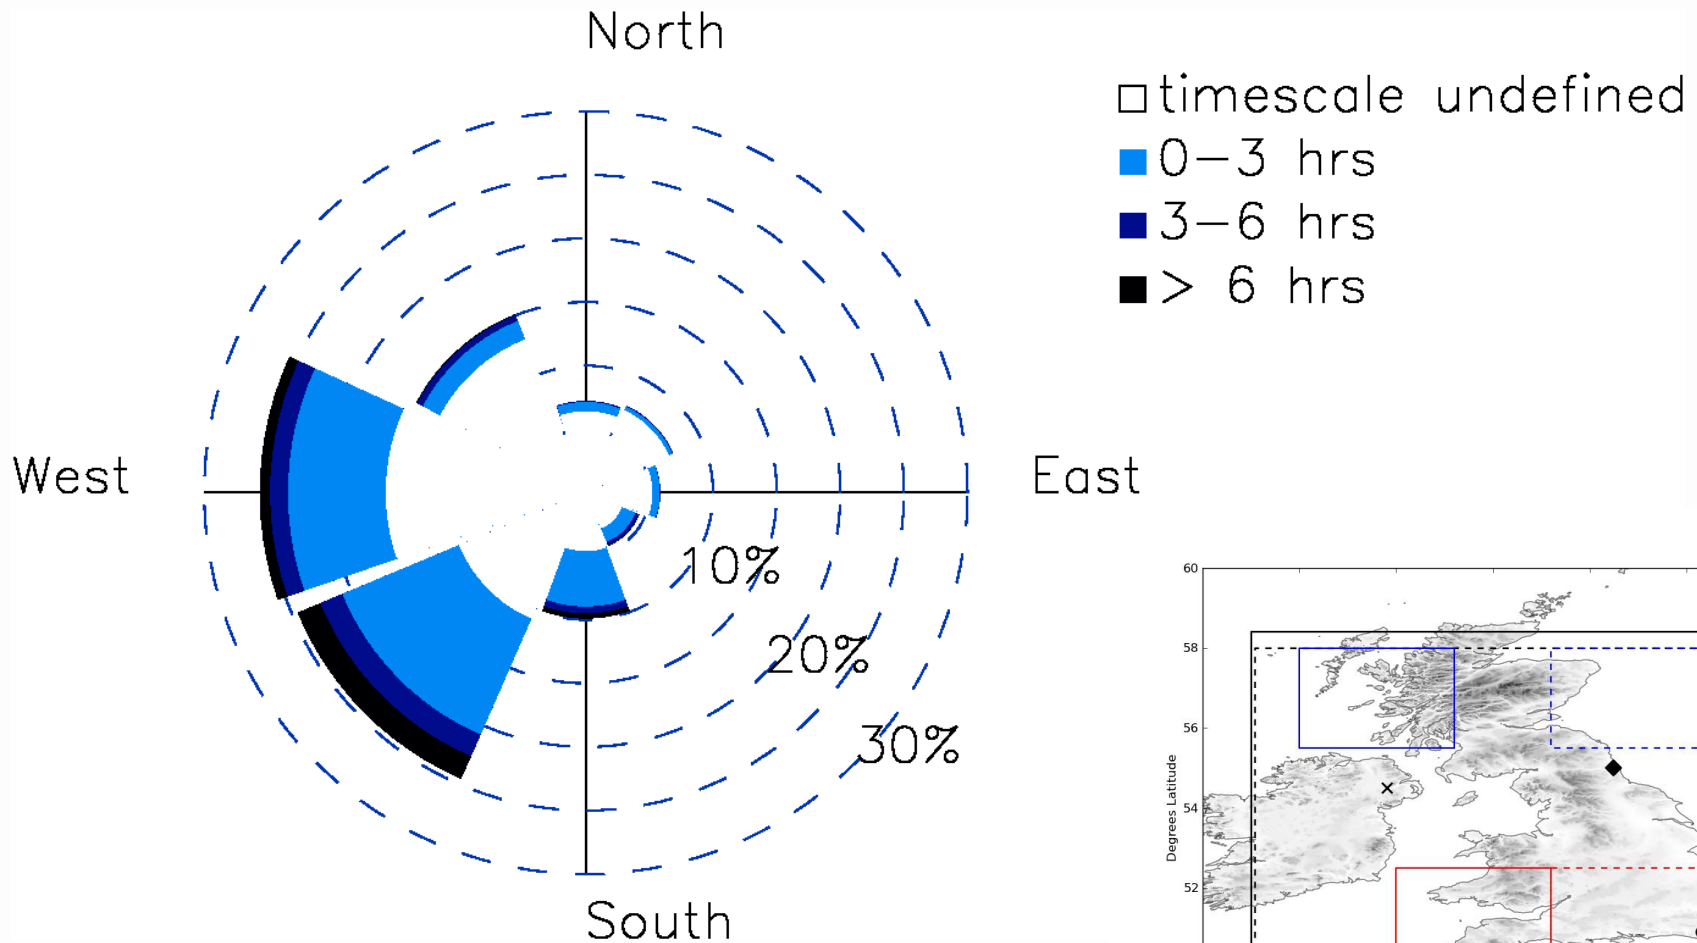 North
timescale undefined
0-3 hrs
3-6 hrs
> 6 hrs
West
East
10%
20%
30%
South
60
58
56
54
52
Degrees Latitude